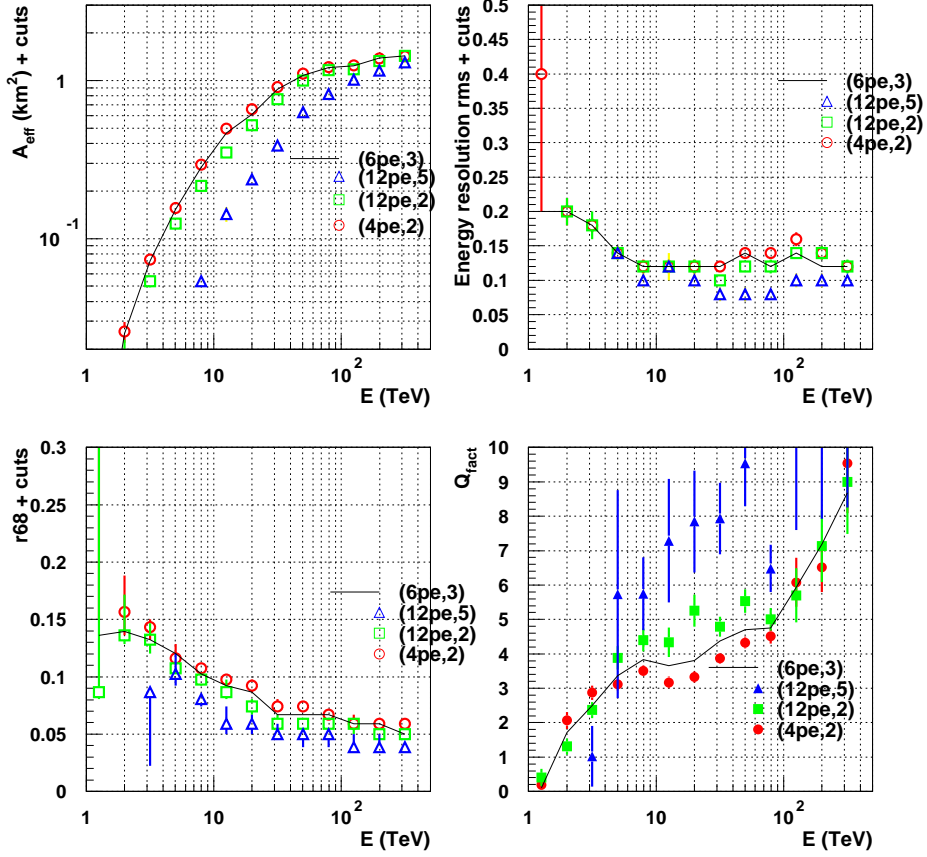 A_eff (km²) + cuts
1
10⁻¹
(6pe,3)
(12pe,5)
(12pe,2)
(4pe,2)
1 10 10²
E (TeV)
Energy resolution rms + cuts
0.5
0.45
0.4
0.35
0.3
0.25
0.2
0.15
0.1
0.05
0
(6pe,3)
(12pe,5)
(12pe,2)
(4pe,2)
1 10 10²
E (TeV)
r68 + cuts
0.3
0.25
0.2
0.15
0.1
0.05
0
(6pe,3)
(12pe,5)
(12pe,2)
(4pe,2)
1 10 10²
E (TeV)
Q_fact
10
9
8
7
6
5
4
3
2
1
0
(6pe,3)
(12pe,5)
(12pe,2)
(4pe,2)
1 10 10²
E (TeV)